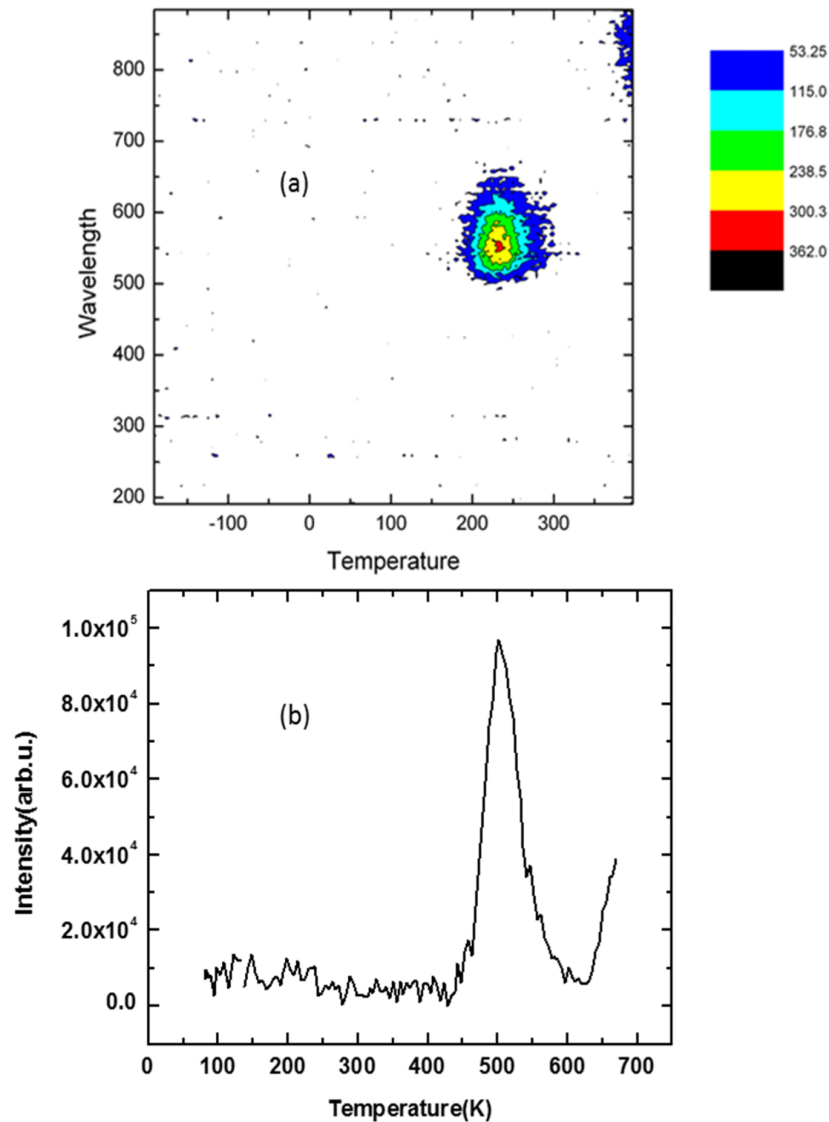 800
700
600
500
400
300
200
Wavelength
(a)
-100 0 100 200 300
Temperature
53.25
115.0
176.8
238.5
300.3
362.0
1.0x10⁵
8.0x10⁴
6.0x10⁴
4.0x10⁴
2.0x10⁴
0.0
Intensity(arb.u.)
(b)
0 100 200 300 400 500 600 700
Temperature(K)